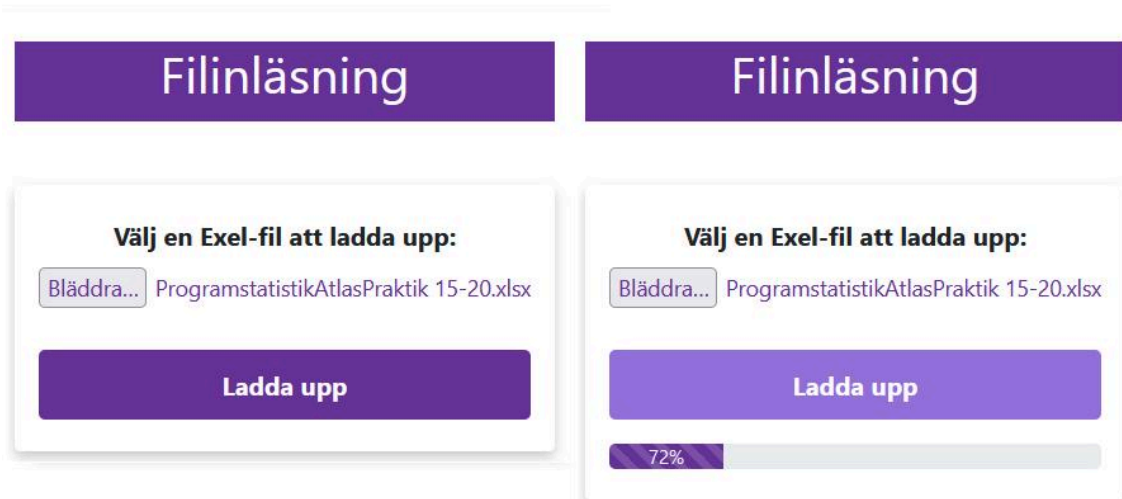 Filinläsning
Välj en Exel-fil att ladda upp:
Bläddra... ProgramstatistikAtlasPraktik 15-20.xlsx
Ladda upp
Filinläsning
Välj en Exel-fil att ladda upp:
Bläddra... ProgramstatistikAtlasPraktik 15-20.xlsx
Ladda upp
72%